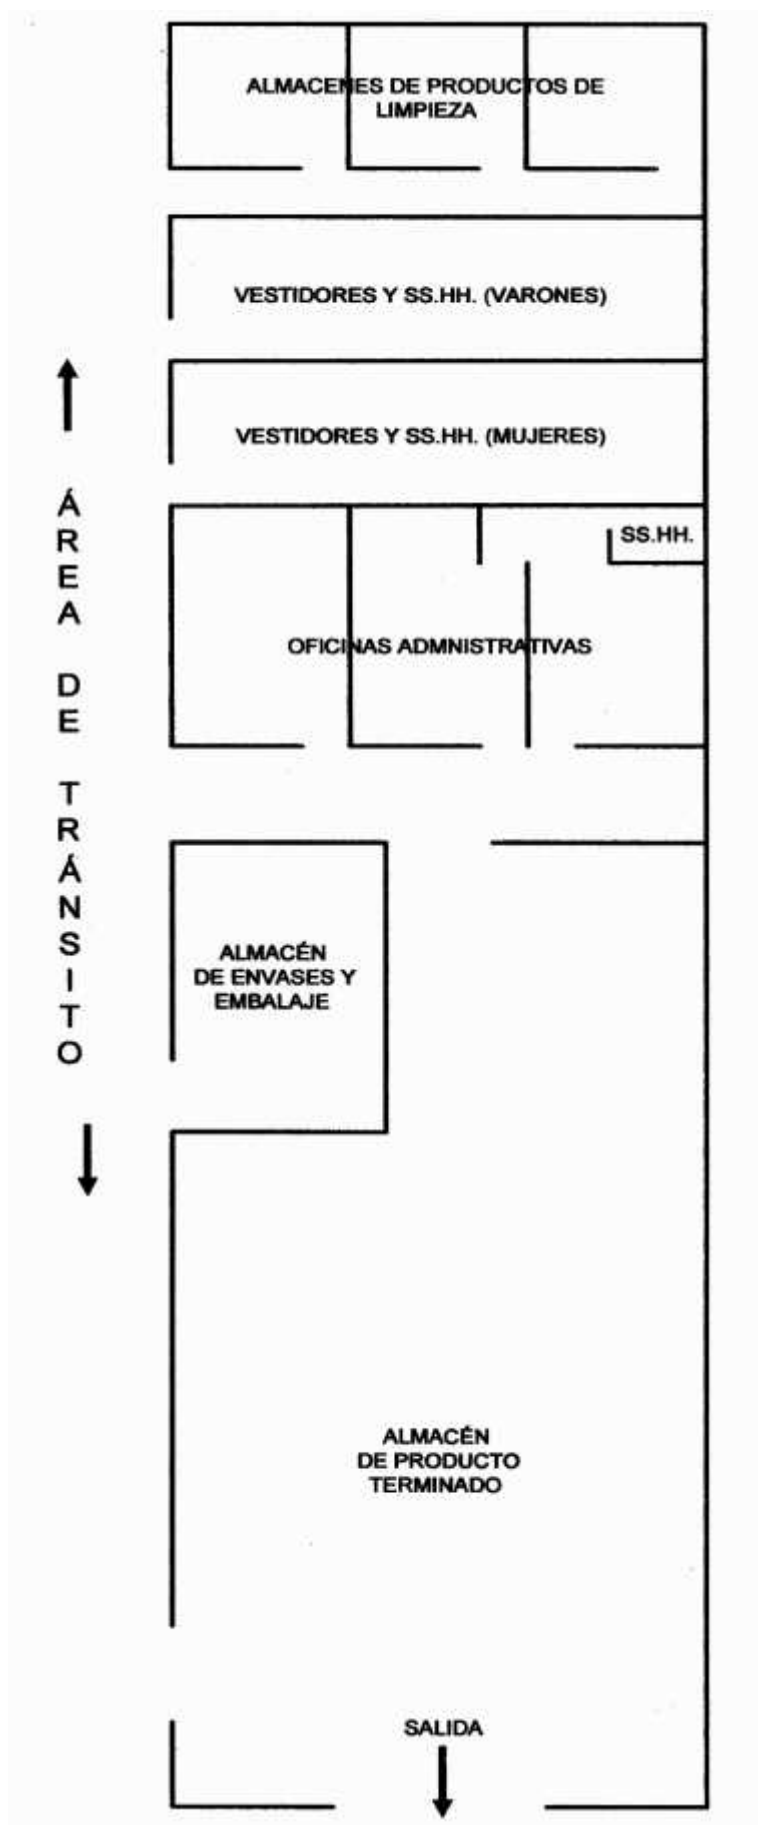 ALMACENES DE PRODUCTOS DE
LIMPIEZA
VESTIDORES Y SS.HH. (VARONES)
VESTIDORES Y SS.HH. (MUJERES)
SS.HH.
OFICINAS ADMNISTRATIVAS
ÁREA DE TRÁNSITO
ALMACÉN
DE ENVASES Y
EMBALAJE
ALMACÉN
DE PRODUCTO
TERMINADO
SALIDA